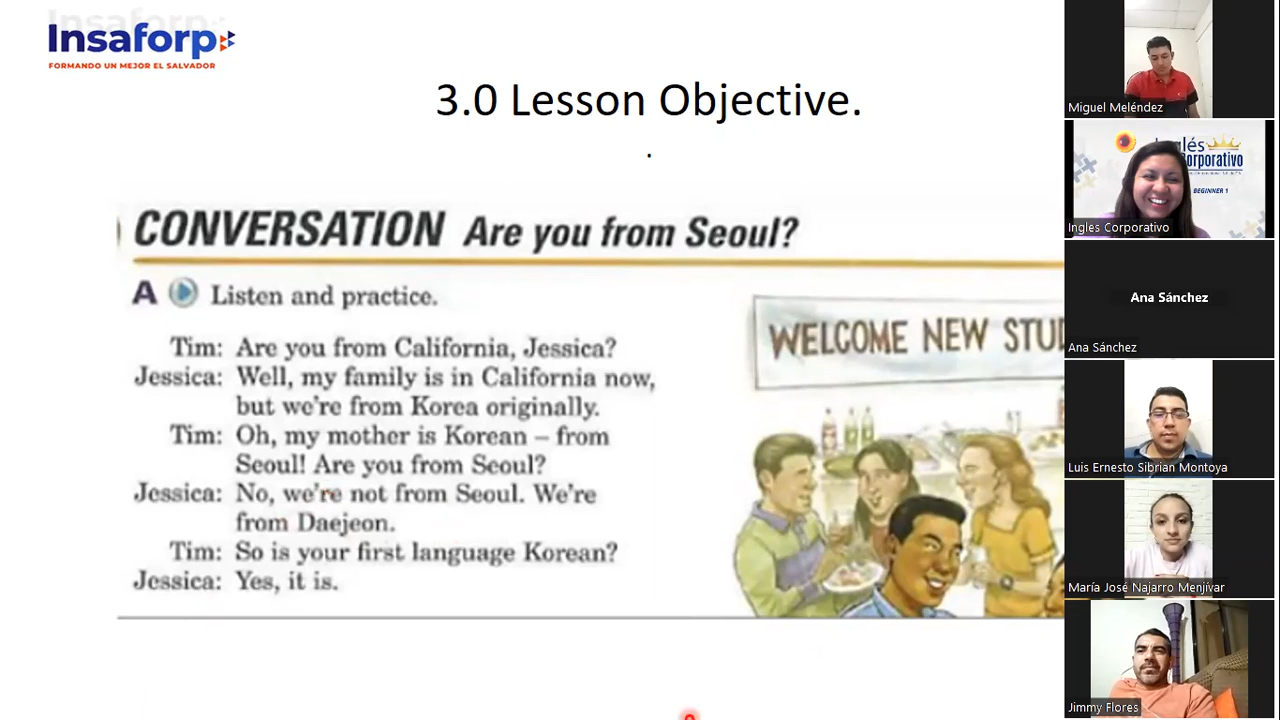 Insaforp
FORMANDO UN MEJOR EL SALVADOR
3.0 Lesson Objective.
.
CONVERSATION Are you from Seoul?
A Listen and practice.
Tim: Are you from California, Jessica?
Jessica: Well, my family is in California now,
but we're from Korea originally.
Tim: Oh, my mother is Korean – from
Seoul! Are you from Seoul?
Jessica: No, we're not from Seoul. We're
from Daejeon.
Tim: So is your first language Korean?
Jessica: Yes, it is.
WELCOME NEW STU
Miguel Meléndez
Corporativo
BEGINNER 1
Ingles Corporativo
Ana Sánchez
Ana Sánchez
Luis Ernesto Sibrian Montoya
María José Najarro Menjívar
Jimmy Flores